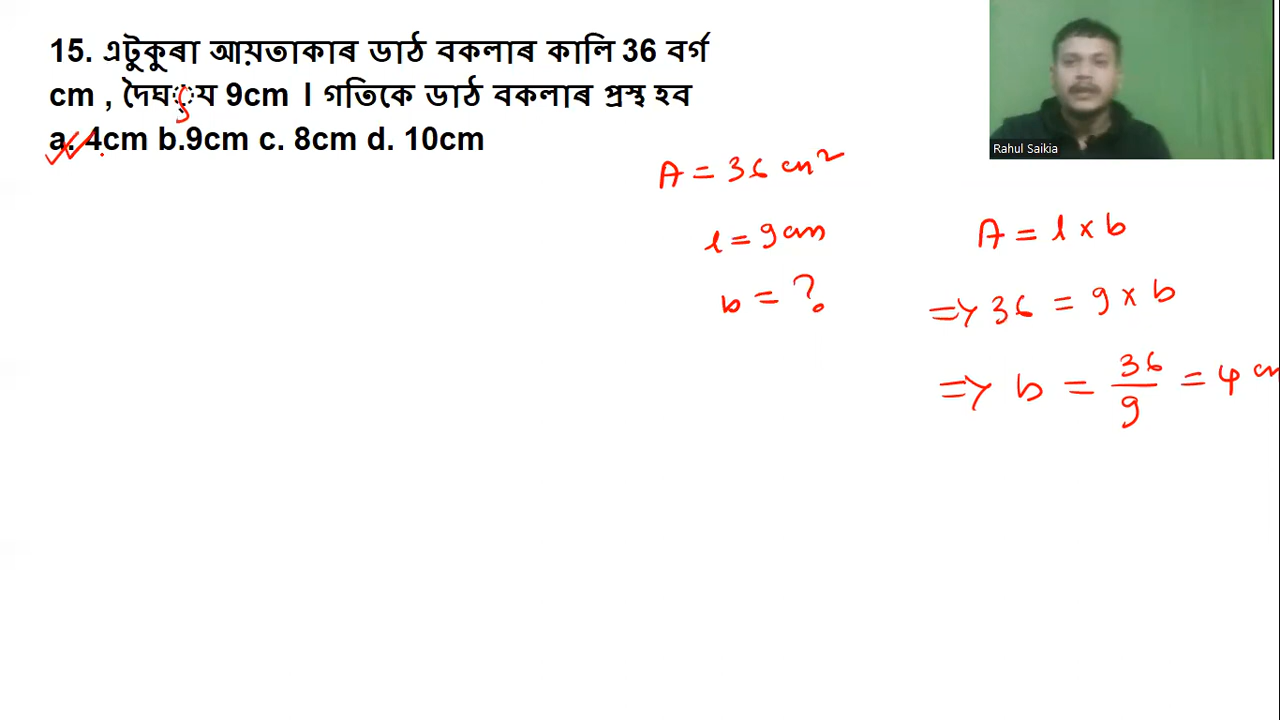 15. এটুকুৰা আয়তাকাৰ ডাঠ বকলাৰ কালি 36 বৰ্গ
cm , দৈঘ্ৰ্য 9cm । গতিকে ডাঠ বকলাৰ প্ৰস্থ হব
a. 4cm b.9cm c. 8cm d. 10cm
Rahul Saikia
A = 36 cm²
l = 9cm
b = ?
A = l × b
=> 36 = 9 × b
=> b = 36/9 = 4 cm